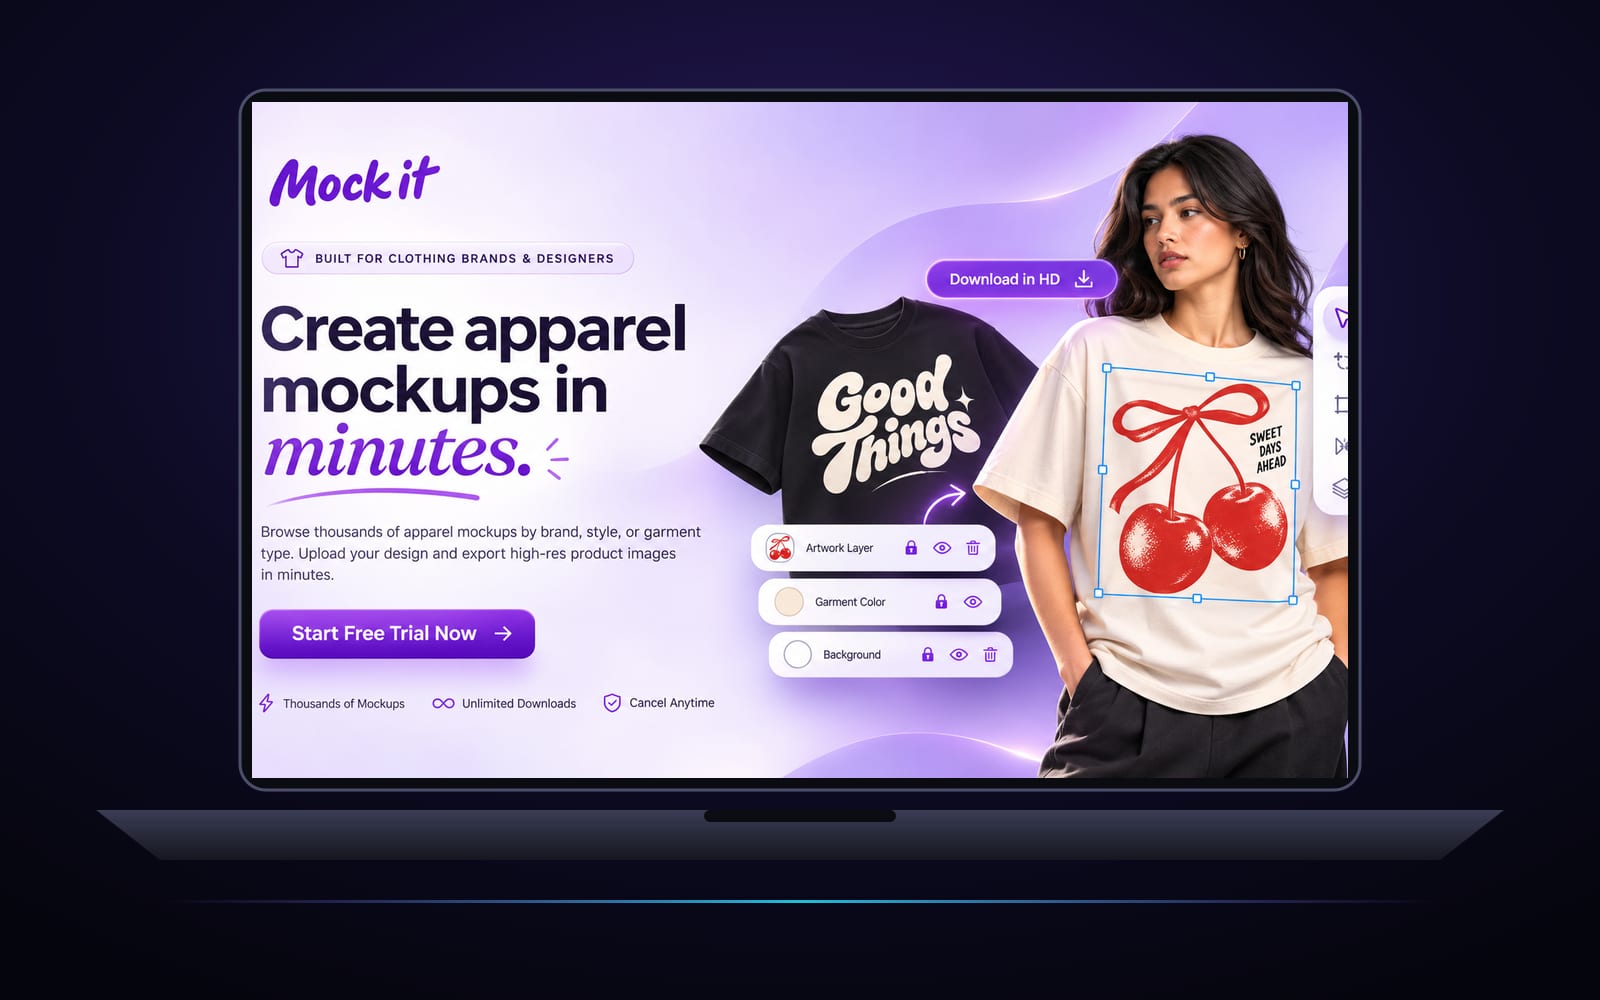 Mock it
BUILT FOR CLOTHING BRANDS & DESIGNERS
Create apparel
mockups in
minutes.
Browse thousands of apparel mockups by brand, style, or garment
type. Upload your design and export high-res product images
in minutes.
Start Free Trial Now
Thousands of Mockups
Unlimited Downloads
Cancel Anytime
Download in HD
Good
Things
SWEET
DAYS
AHEAD
Artwork Layer
Garment Color
Background